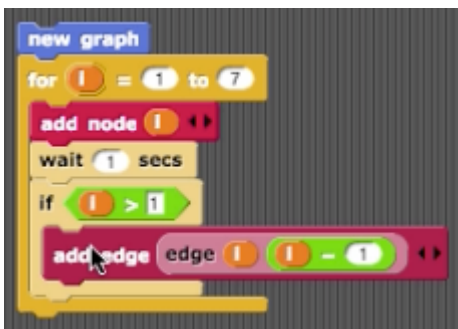 new graph
for I = 1 to 7
add node I
wait 1 secs
if I > 1
add edge edge I I - 1